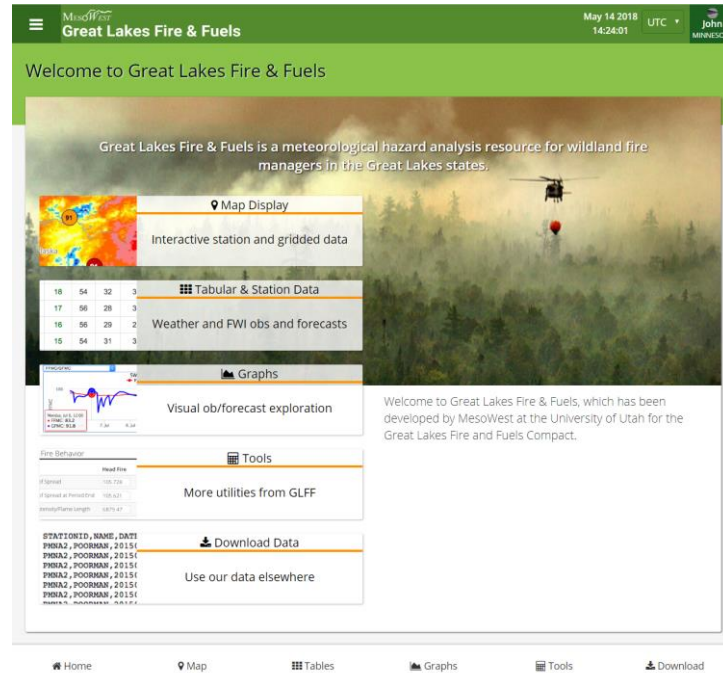 MesoWest
Great Lakes Fire & Fuels
May 14 2018
14:24:01
UTC
John
Welcome to Great Lakes Fire & Fuels
Great Lakes Fire & Fuels is a meteorological hazard analysis resource for wildland fire
managers in the Great Lakes states.
91
Map Display
Interactive station and gridded data
18 54 32 3
17 56 28 3
16 56 29 2
15 54 31 3
Tabular & Station Data
Weather and FWI obs and forecasts
Graphs
Visual ob/forecast exploration
Welcome to Great Lakes Fire & Fuels, which has been
developed by MesoWest at the University of Utah for the
Great Lakes Fire and Fuels Compact.
Fire Behavior
Head Fire
Tools
More utilities from GLFF
STATIONID,NAME,DATE
PMNA2,POORMAN,2015
PMNA2,POORMAN,2015
PMNA2,POORMAN,2015
PMNA2,POORMAN,2015
PMNA2,POORMAN,2015
Download Data
Use our data elsewhere
Home
Map
Tables
Graphs
Tools
Download